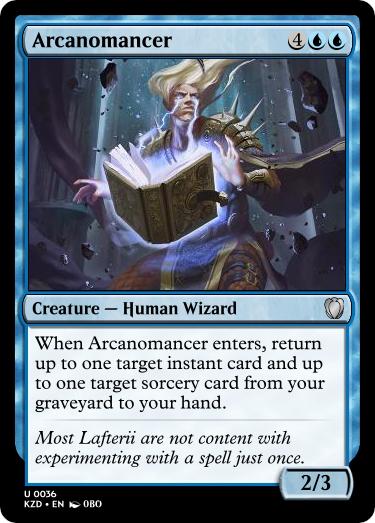 Arcanomancer 4
Creature — Human Wizard
When Arcanomancer enters, return
up to one target instant card and up
to one target sorcery card from your
graveyard to your hand.
Most Lafterii are not content with
experimenting with a spell just once.
2/3
U 0036
KZD • EN OBO